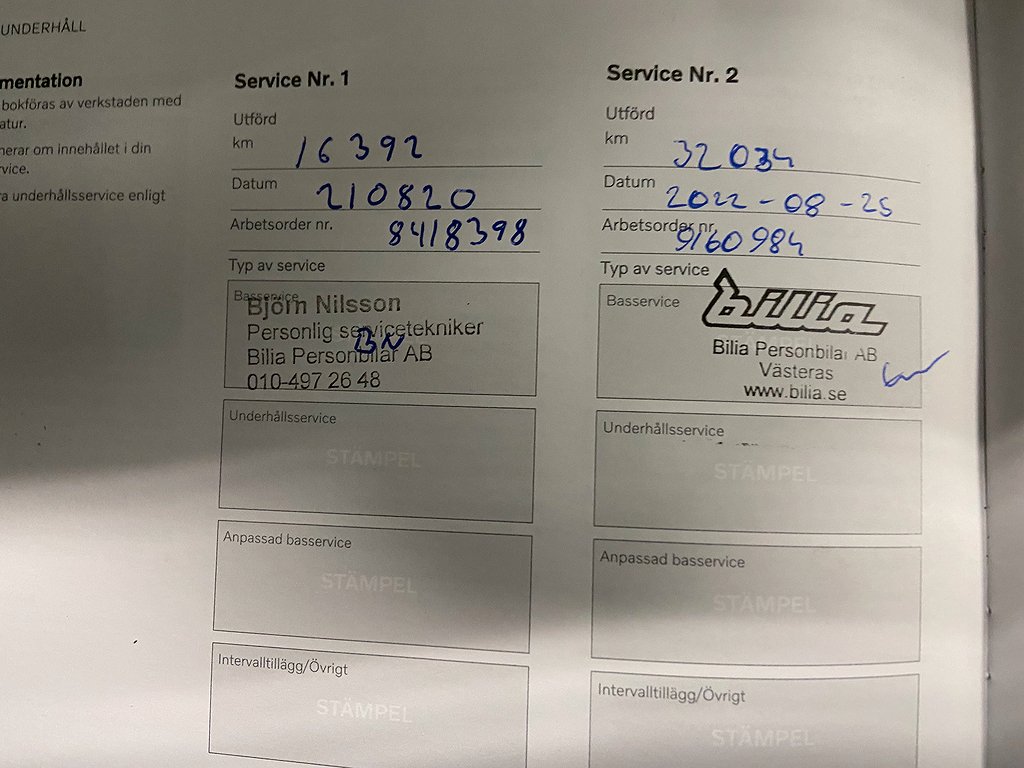 UNDERHÅLL
mentation
bokföras av verkstaden med
atur.
nerar om innehållet i din
vice.
ra underhållsservice enligt
Service Nr. 1
Utförd
km 16392
Datum 210820
Arbetsorder nr. 8418398
Typ av service
Basservice
Björn Nilsson
Personlig servicetekniker
BN
Bilia Personbilar AB
010-497 26 48
Underhållsservice
STÄMPEL
Anpassad basservice
STÄMPEL
Intervalltillägg/Övrigt
STÄMPEL
Service Nr. 2
Utförd
km 32034
Datum 2022-08-25
Arbetsorder nr. 9160984
Typ av service
Basservice
bilia
Bilia Personbilar AB
Västeras
www.bilia.se
Underhållsservice
STÄMPEL
Anpassad basservice
STÄMPEL
Intervalltillägg/Övrigt
STÄMPEL